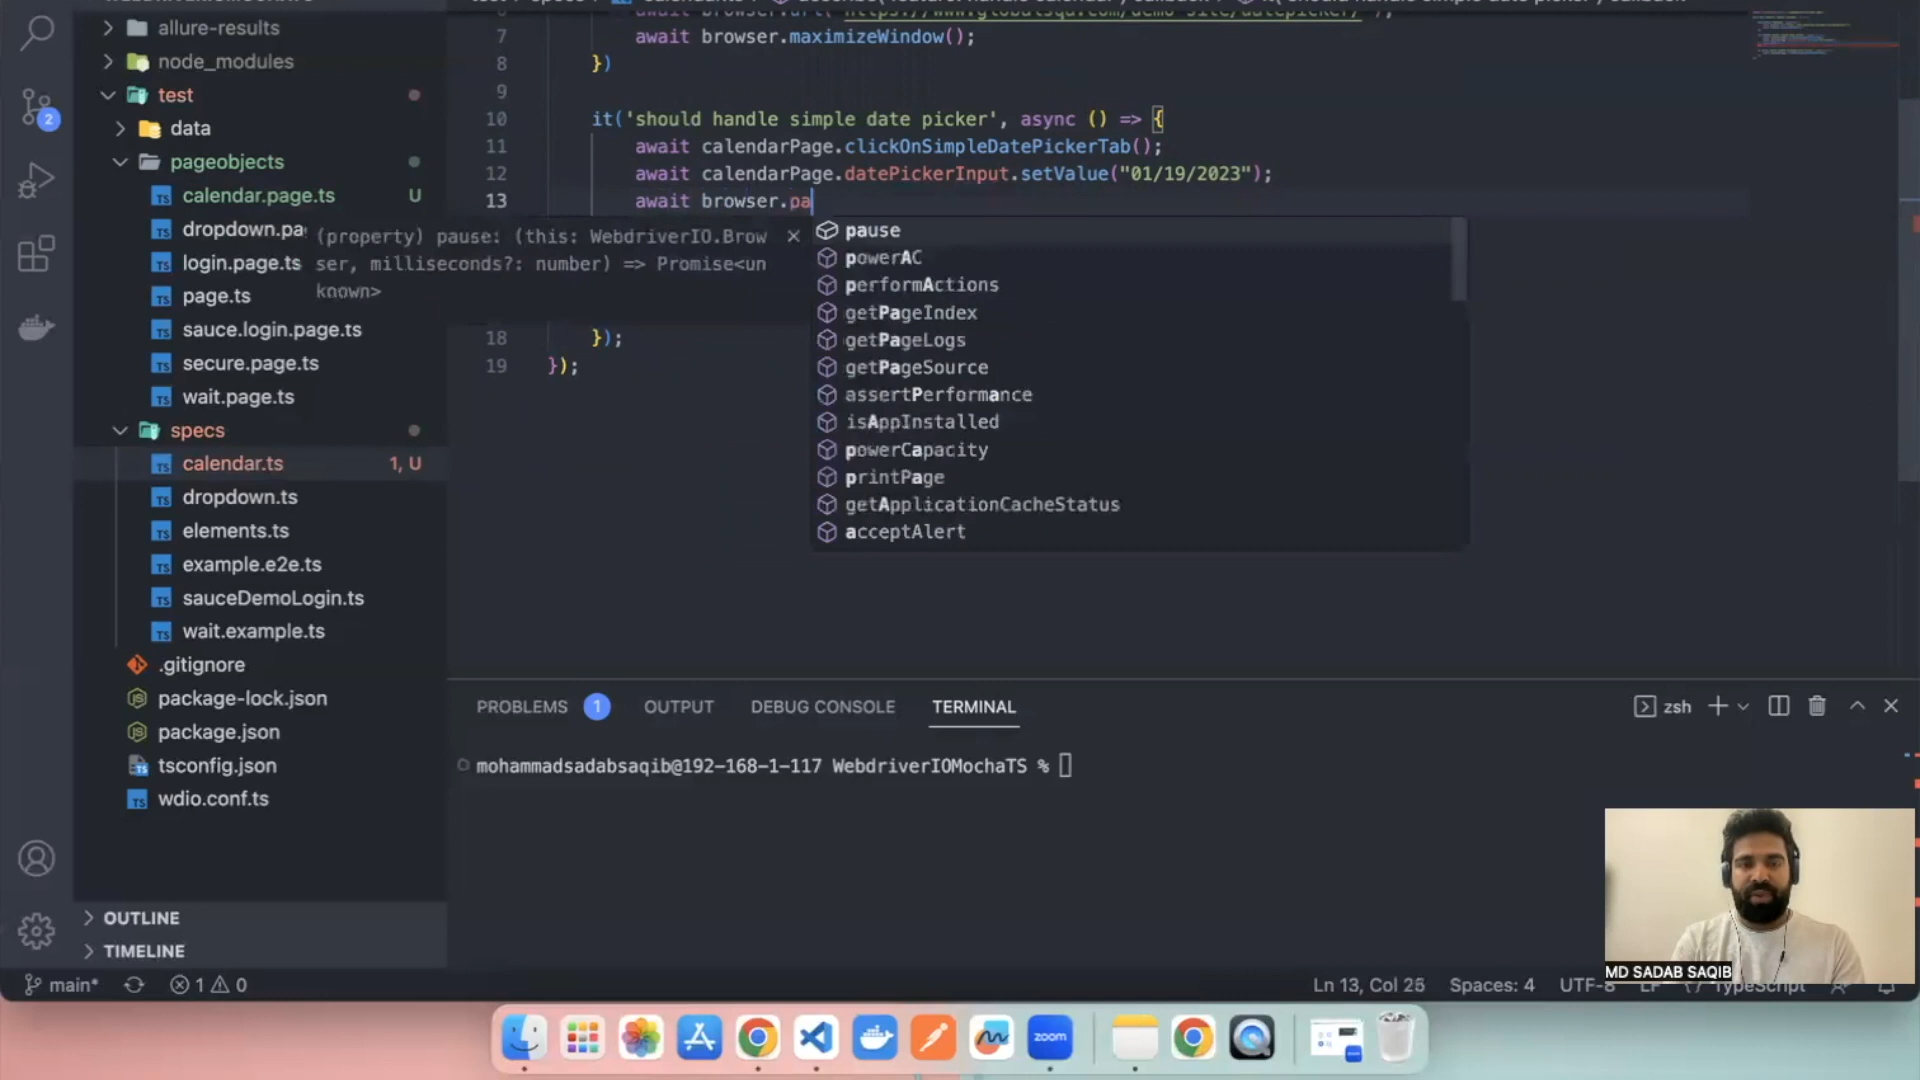 allure-results
node_modules
test
data
pageobjects
calendar.page.ts U
dropdown.pa
login.page.ts
page.ts
sauce.login.page.ts
secure.page.ts
wait.page.ts
specs
calendar.ts 1, U
dropdown.ts
elements.ts
example.e2e.ts
sauceDemoLogin.ts
wait.example.ts
.gitignore
package-lock.json
package.json
tsconfig.json
wdio.conf.ts
OUTLINE
TIMELINE
2
7 await browser.maximizeWindow();
8 })
9
10 it('should handle simple date picker', async () => {
11 await calendarPage.clickOnSimpleDatePickerTab();
12 await calendarPage.datePickerInput.setValue("01/19/2023");
13 await browser.pa
(property) pause: (this: WebdriverIO.Brow
ser, milliseconds?: number) => Promise<un
known>
pause
powerAC
performActions
getPageIndex
getPageLogs
getPageSource
assertPerformance
isAppInstalled
powerCapacity
printPage
getApplicationCacheStatus
acceptAlert
18 });
19 });
PROBLEMS 1 OUTPUT DEBUG CONSOLE TERMINAL
zsh
mohammadsadabsaqib@192-168-1-117 WebdriverIOMochaTS %
MD SADAB SAQIB
main* 1 0
Ln 13, Col 25 Spaces: 4 UTF-8 LF TypeScript
zoom